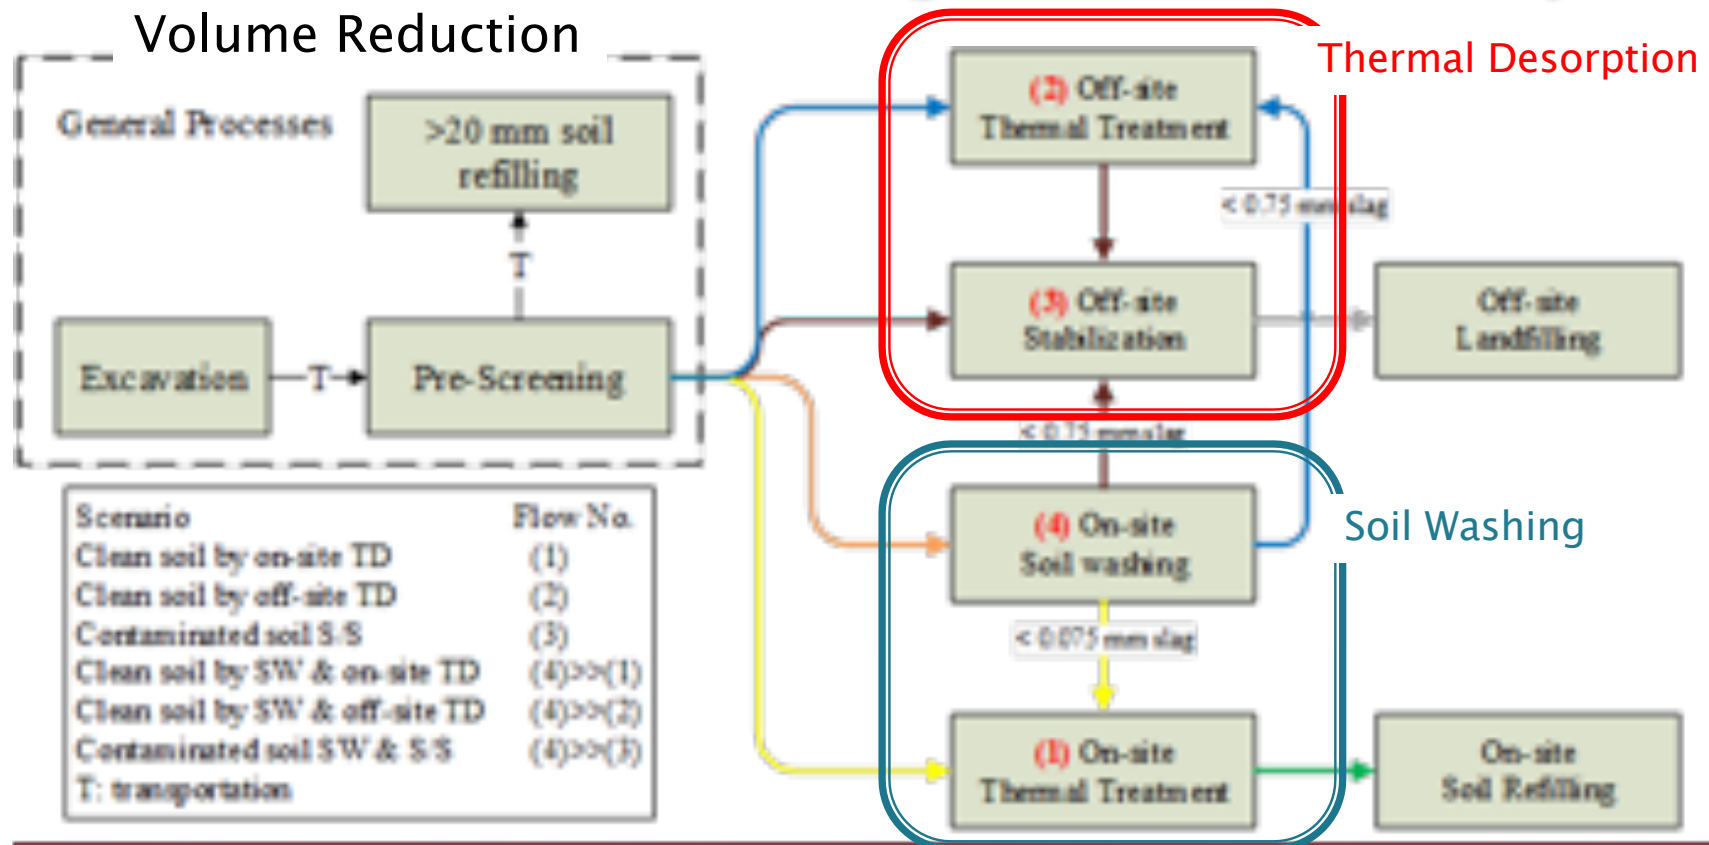 Volume Reduction
General Processes
>20 mm soil
refilling
T
Excavation
T
Pre-Screening
Thermal Desorption
(2) Off-site
Thermal Treatment
< 0.75 mm slag
(3) Off-site
Stabilization
Off-site
Landfilling
< 0.75 mm slag
Soil Washing
(4) On-site
Soil washing
< 0.075 mm slag
(1) On-site
Thermal Treatment
On-site
Soil Refilling
Scenario Flow No.
Clean soil by on-site TD (1)
Clean soil by off-site TD (2)
Contaminated soil S/S (3)
Clean soil by SW & on-site TD (4)>>(1)
Clean soil by SW & off-site TD (4)>>(2)
Contaminated soil SW & S/S (4)>>(3)
T: transportation